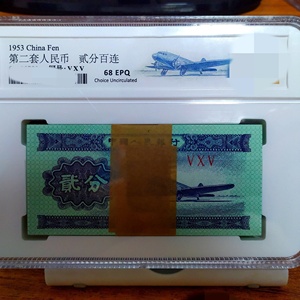 1953 China Fen
第二套人民币 贰分百连
VXV
68 EPQ
Choice Uncirculated
VXV
贰分